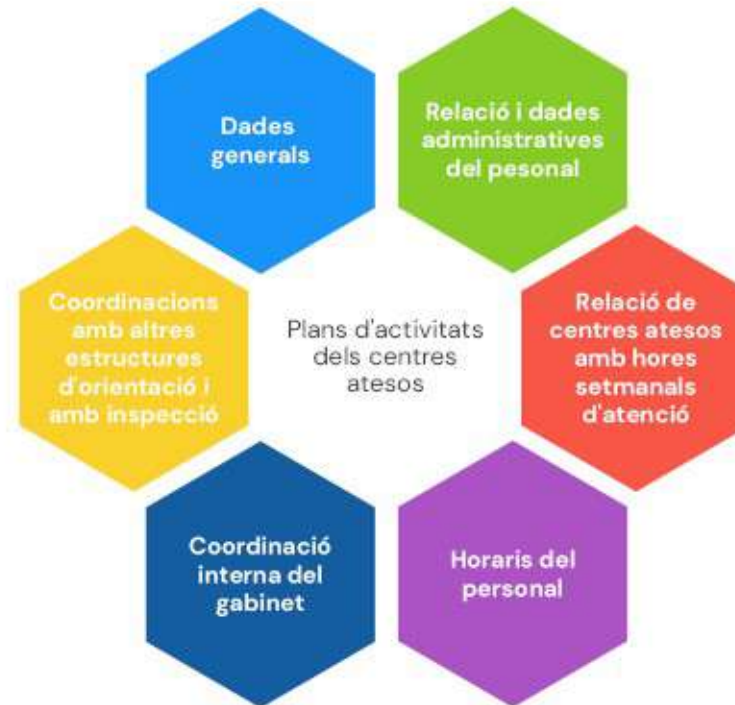 Dades
generals
Relació i dades
administratives
del pesonal
Coordinacions
amb altres
estructures
d'orientació i
amb inspecció
Plans d'activitats
dels centres
atesos
Relació de
centres atesos
amb hores
setmanals
d'atenció
Coordinació
interna del
gabinet
Horaris del
personal